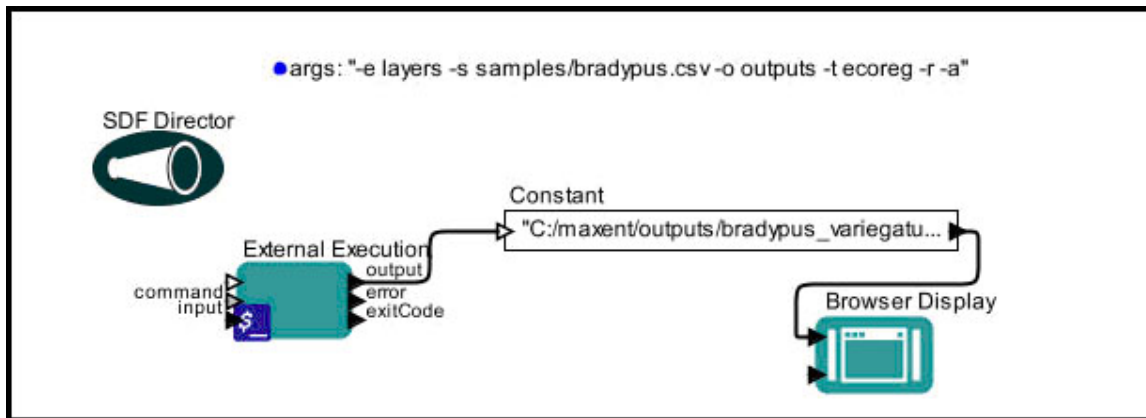 args: "-e layers -s samples/bradypus.csv -o outputs -t ecoreg -r -a"
SDF Director
Constant
"C:/maxent/outputs/bradypus_variegatu...
External Execution
output
command
error
input
exitCode
$_
Browser Display